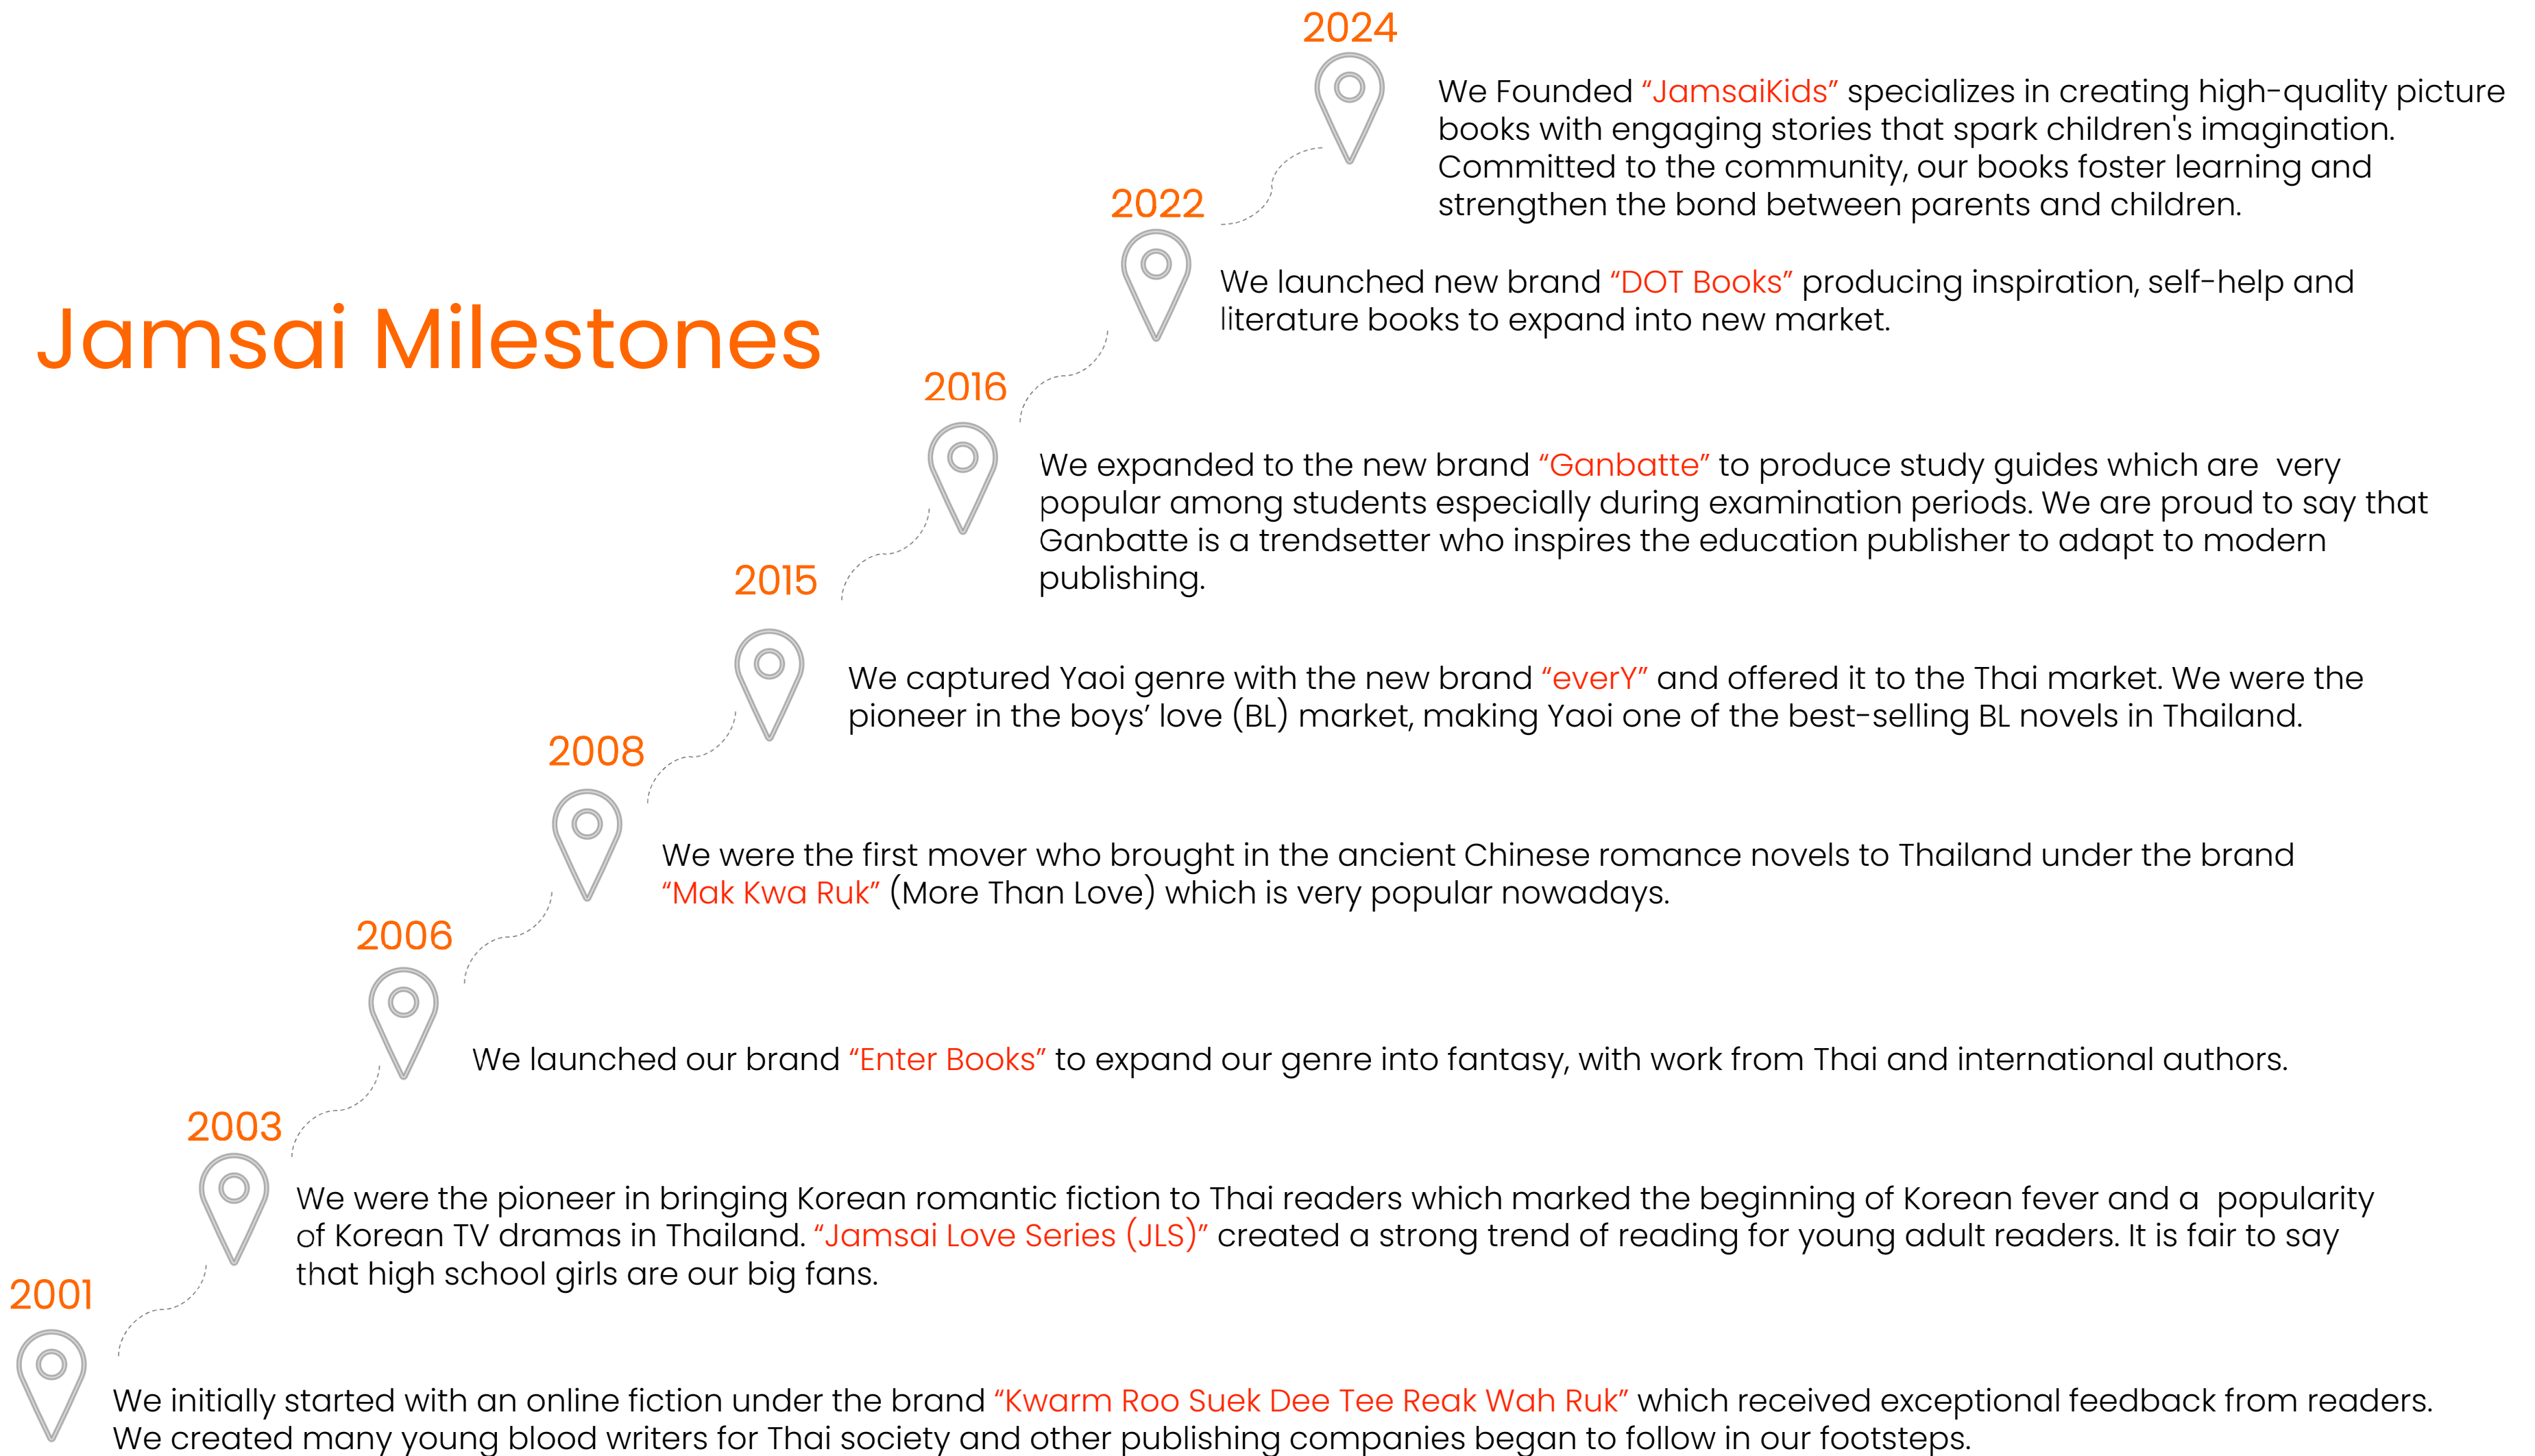 2024
We Founded “JamsaiKids” specializes in creating high-quality picture
books with engaging stories that spark children's imagination.
Committed to the community, our books foster learning and
strengthen the bond between parents and children.
2022
We launched new brand “DOT Books” producing inspiration, self-help and
literature books to expand into new market.
Jamsai Milestones
2016
We expanded to the new brand “Ganbatte” to produce study guides which are very
popular among students especially during examination periods. We are proud to say that
Ganbatte is a trendsetter who inspires the education publisher to adapt to modern
publishing.
2015
We captured Yaoi genre with the new brand “everY” and offered it to the Thai market. We were the
pioneer in the boys’ love (BL) market, making Yaoi one of the best-selling BL novels in Thailand.
2008
We were the first mover who brought in the ancient Chinese romance novels to Thailand under the brand
“Mak Kwa Ruk” (More Than Love) which is very popular nowadays.
2006
We launched our brand “Enter Books” to expand our genre into fantasy, with work from Thai and international authors.
2003
We were the pioneer in bringing Korean romantic fiction to Thai readers which marked the beginning of Korean fever and a popularity
of Korean TV dramas in Thailand. “Jamsai Love Series (JLS)” created a strong trend of reading for young adult readers. It is fair to say
that high school girls are our big fans.
2001
We initially started with an online fiction under the brand “Kwarm Roo Suek Dee Tee Reak Wah Ruk” which received exceptional feedback from readers.
We created many young blood writers for Thai society and other publishing companies began to follow in our footsteps.